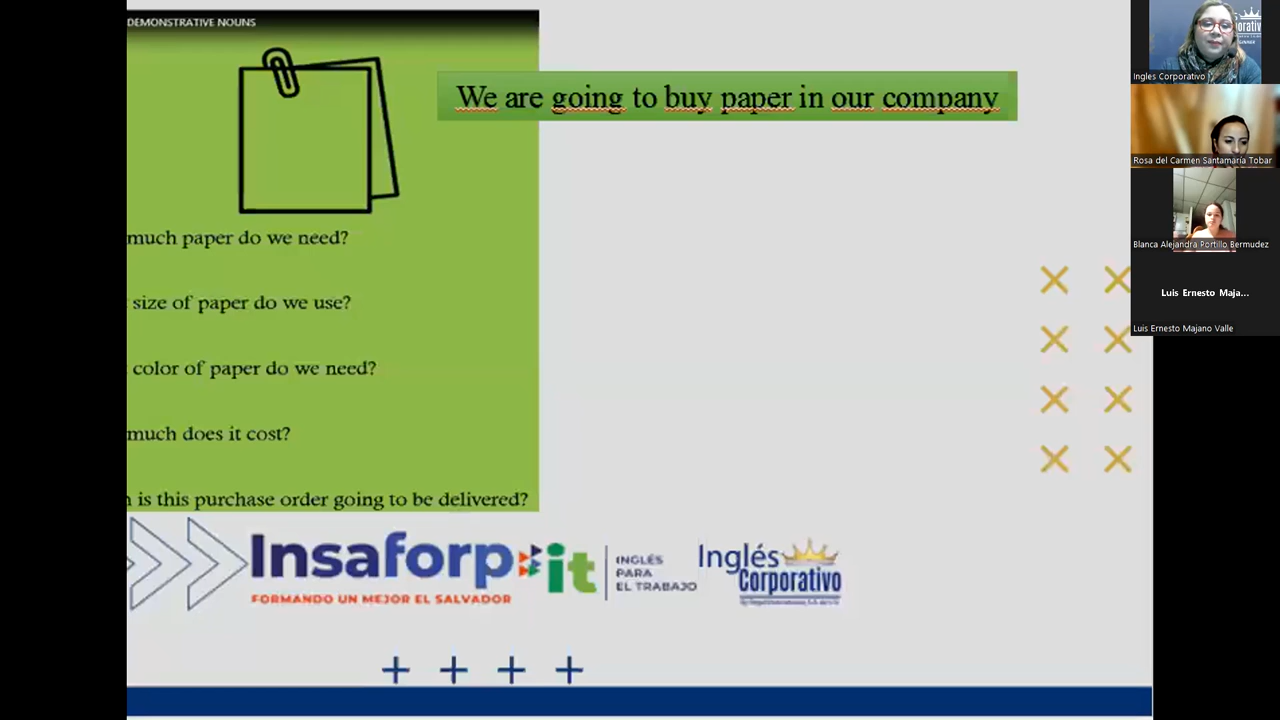 DEMONSTRATIVE NOUNS
We are going to buy paper in our company
much paper do we need?
size of paper do we use?
color of paper do we need?
much does it cost?
is this purchase order going to be delivered?
Insaforp
FORMANDO UN MEJOR EL SALVADOR
it
INGLÉS
PARA
EL TRABAJO
Inglés
Corporativo
Ingles Corporativo
Rosa del Carmen Santamaría Tobar
Blanca Alejandra Portillo Bermudez
Luis Ernesto Maja...
Luis Ernesto Majano Valle